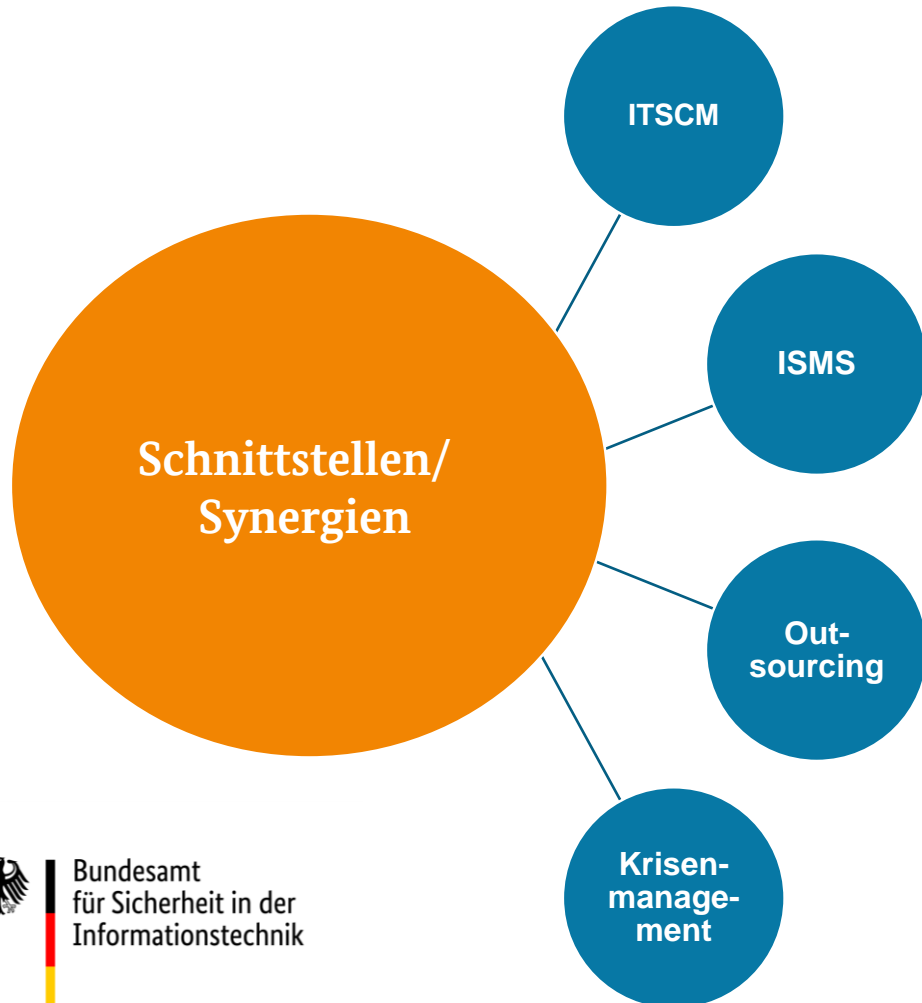 ITSCM
ISMS
Schnittstellen/
Synergien
Out-
sourcing
Krisen-
manage-
ment
Bundesamt
für Sicherheit in der
Informationstechnik